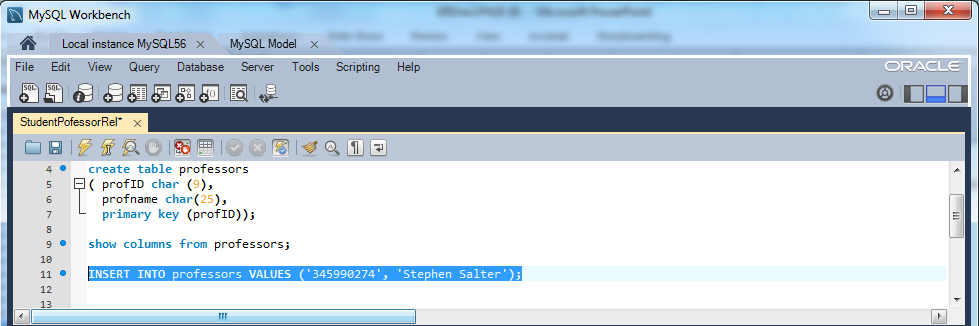 MySQL Workbench
Local instance MySQL56 MySQL Model
File Edit View Query Database Server Tools Scripting Help ORACLE
StudentPofessorRel*
4 create table professors
5 ( profID char (9),
6 profname char(25),
7 primary key (profID));
8
9 show columns from professors;
10
11 INSERT INTO professors VALUES ('345990274', 'Stephen Salter');
12
13